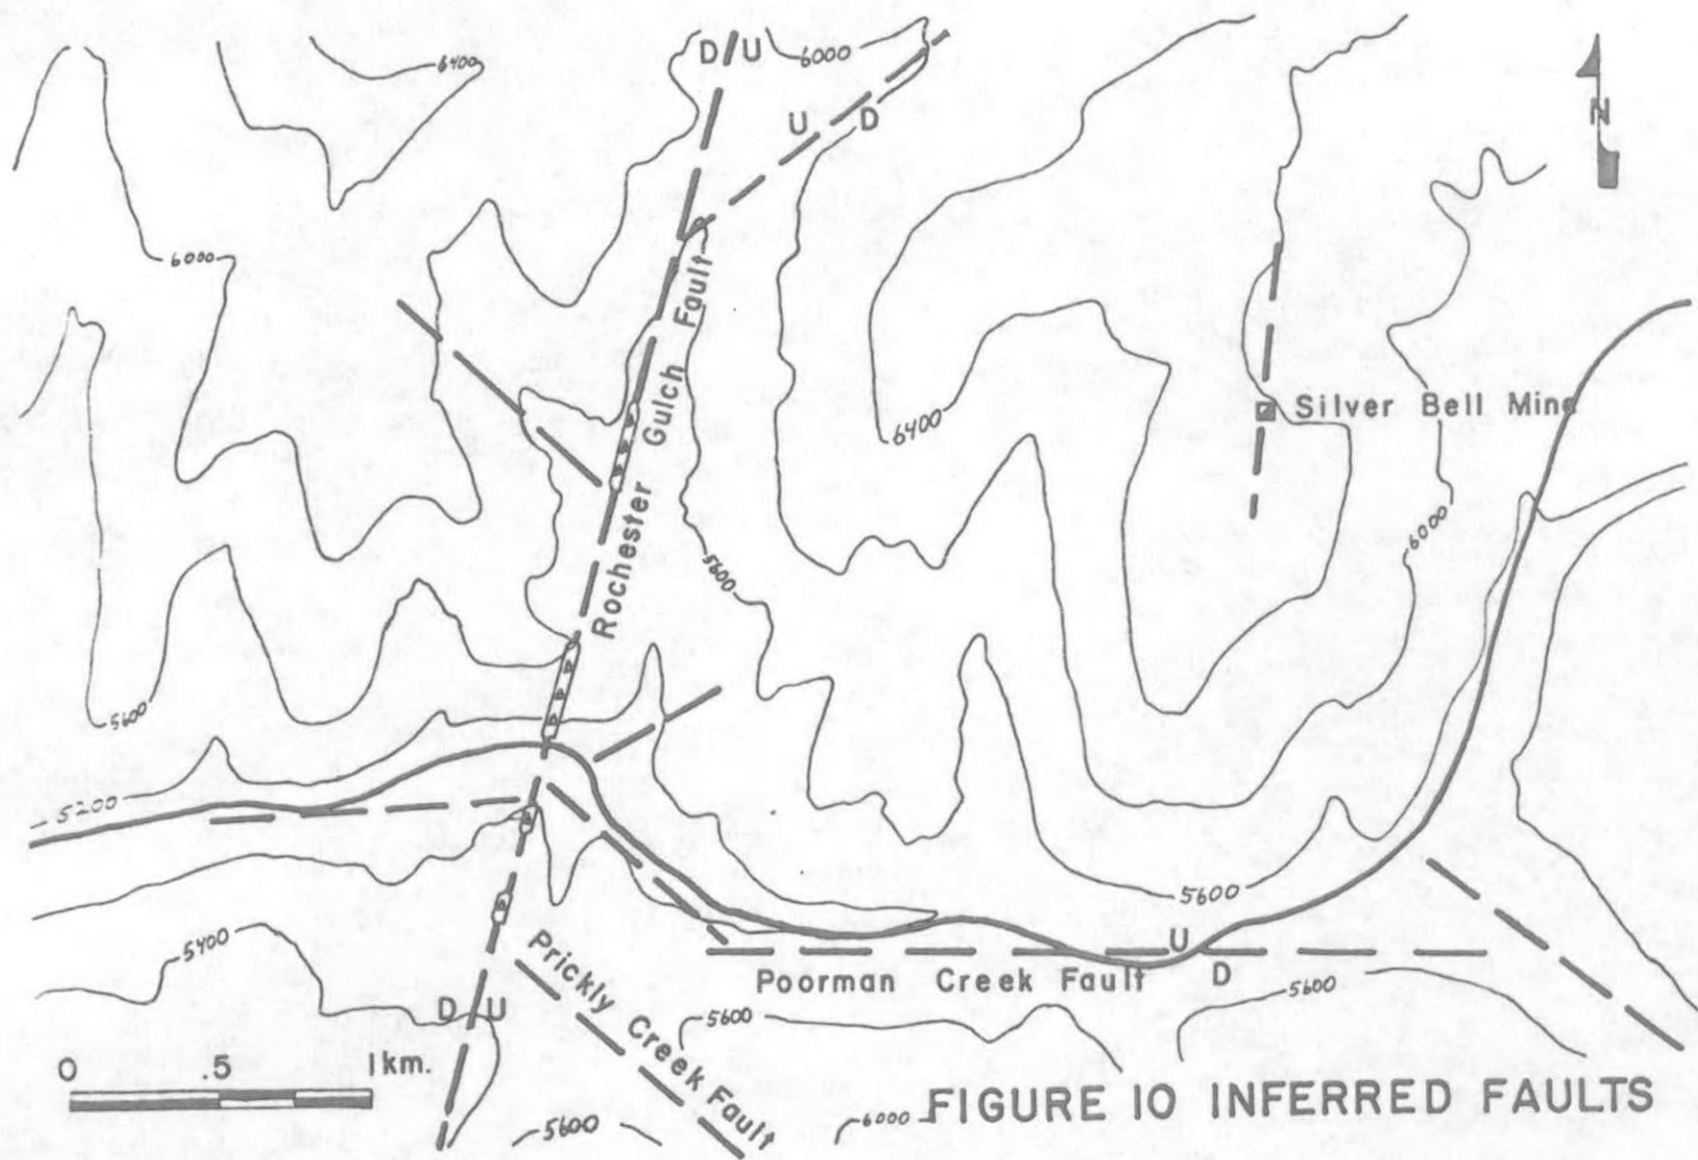 6400
D/U
6000
U D
N
6000
Rochester Gulch Fault
Silver Bell Mine
6400
6000
5600
5600
5200
5600
5400
Prickly Creek Fault
U
D
Poorman Creek Fault
5600
D U
5600
0 .5 1km.
5600
6000
FIGURE 10 INFERRED FAULTS